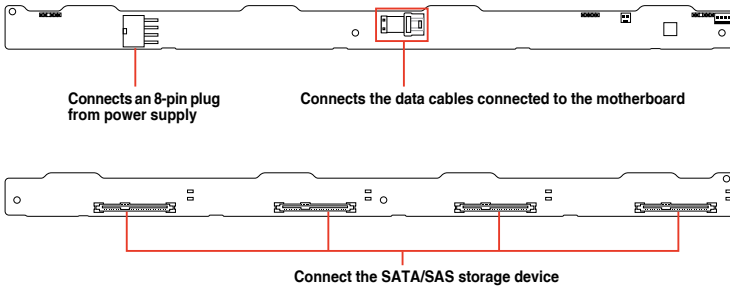 Connects an 8-pin plug
from power supply
Connects the data cables connected to the motherboard
Connect the SATA/SAS storage device